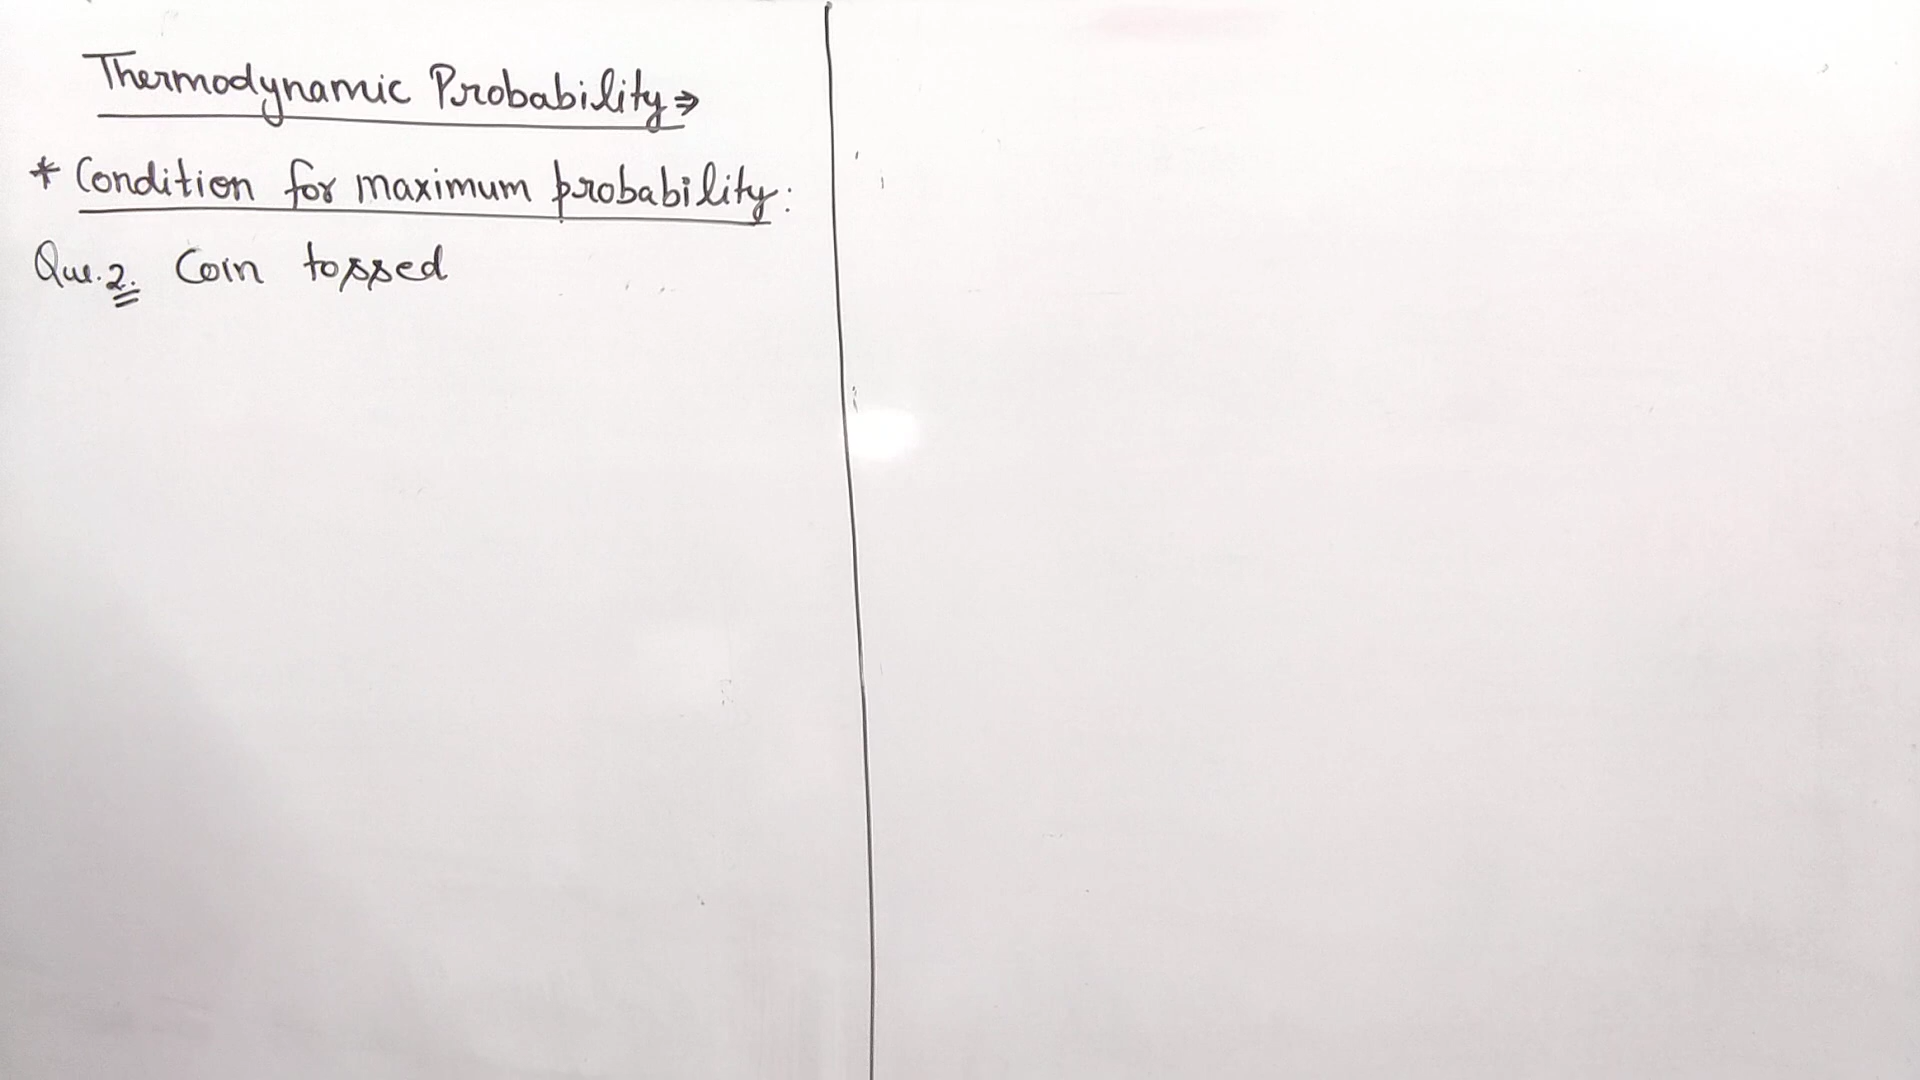 Thermodynamic Probability ⇒
* Condition for maximum probability:
Que. 2. Coin tossed